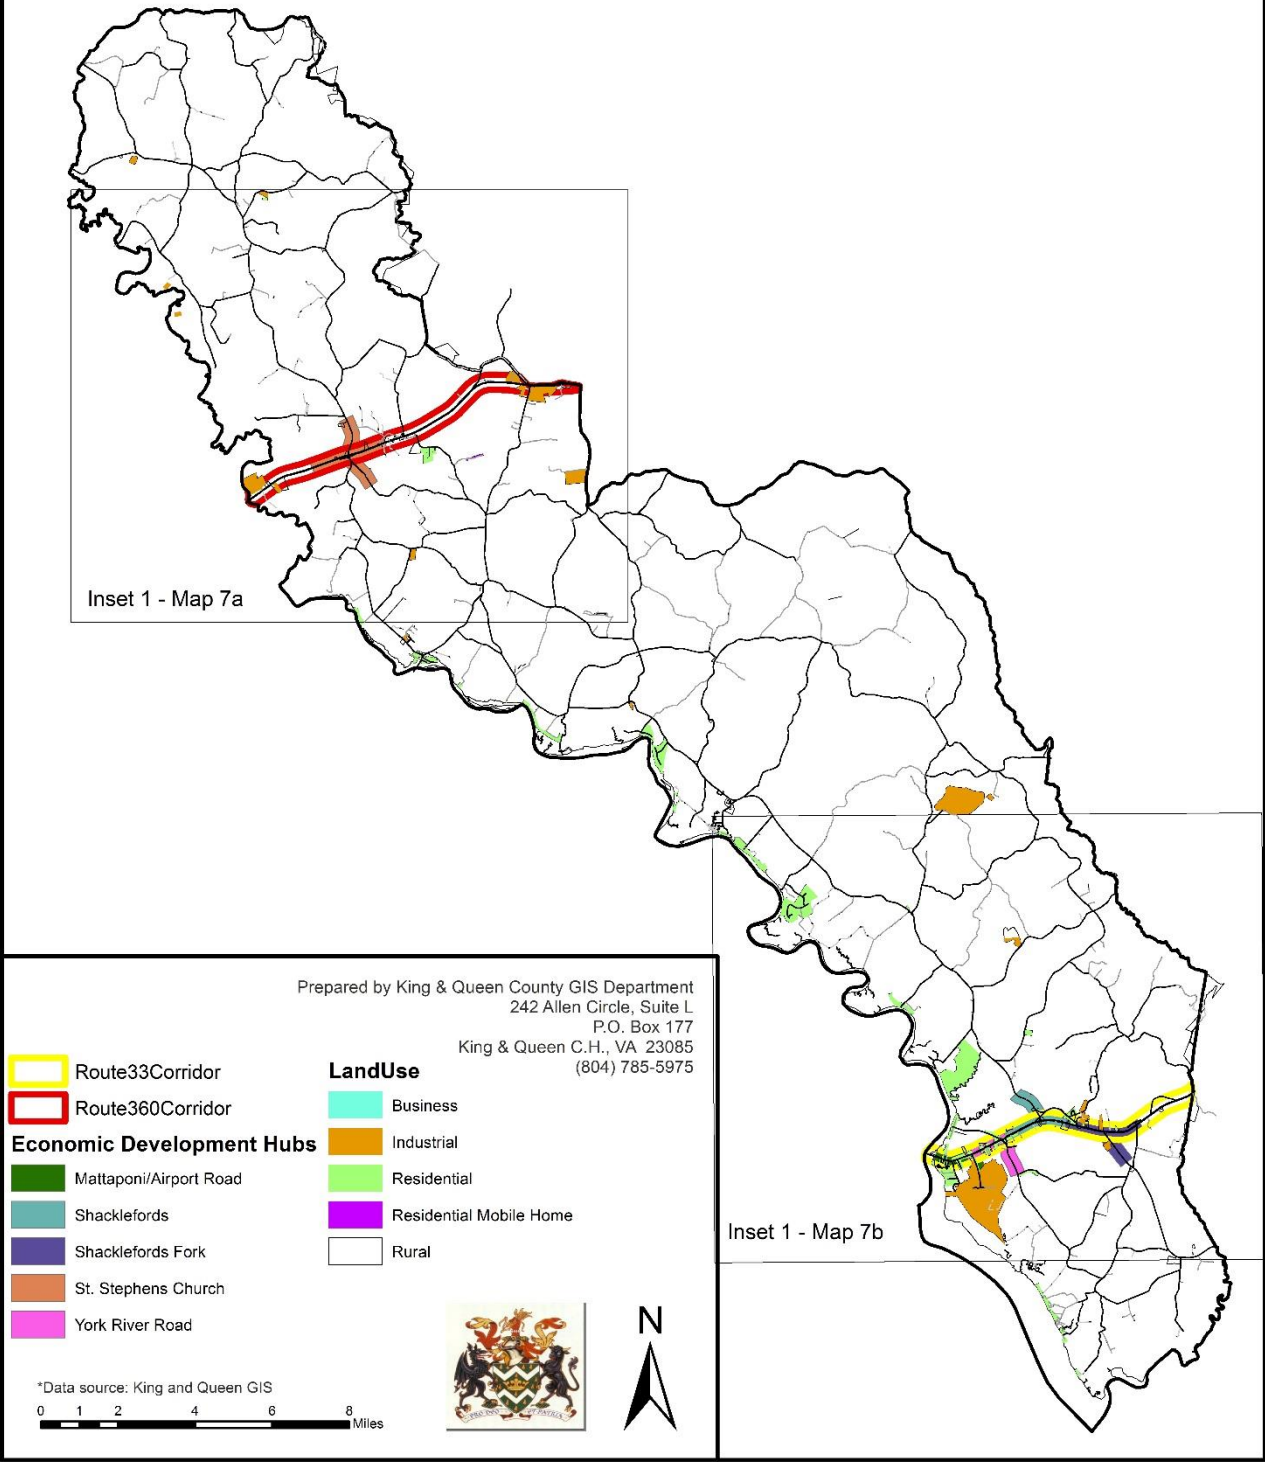 Inset 1 - Map 7a
Prepared by King & Queen County GIS Department
242 Allen Circle, Suite L
P.O. Box 177
King & Queen C.H., VA 23085
(804) 785-5975
Route33Corridor
Route360Corridor
Economic Development Hubs
Mattaponi/Airport Road
Shacklefords
Shacklefords Fork
St. Stephens Church
York River Road
LandUse
Business
Industrial
Residential
Residential Mobile Home
Rural
Inset 1 - Map 7b
N
*Data source: King and Queen GIS
0 1 2 4 6 8
Miles